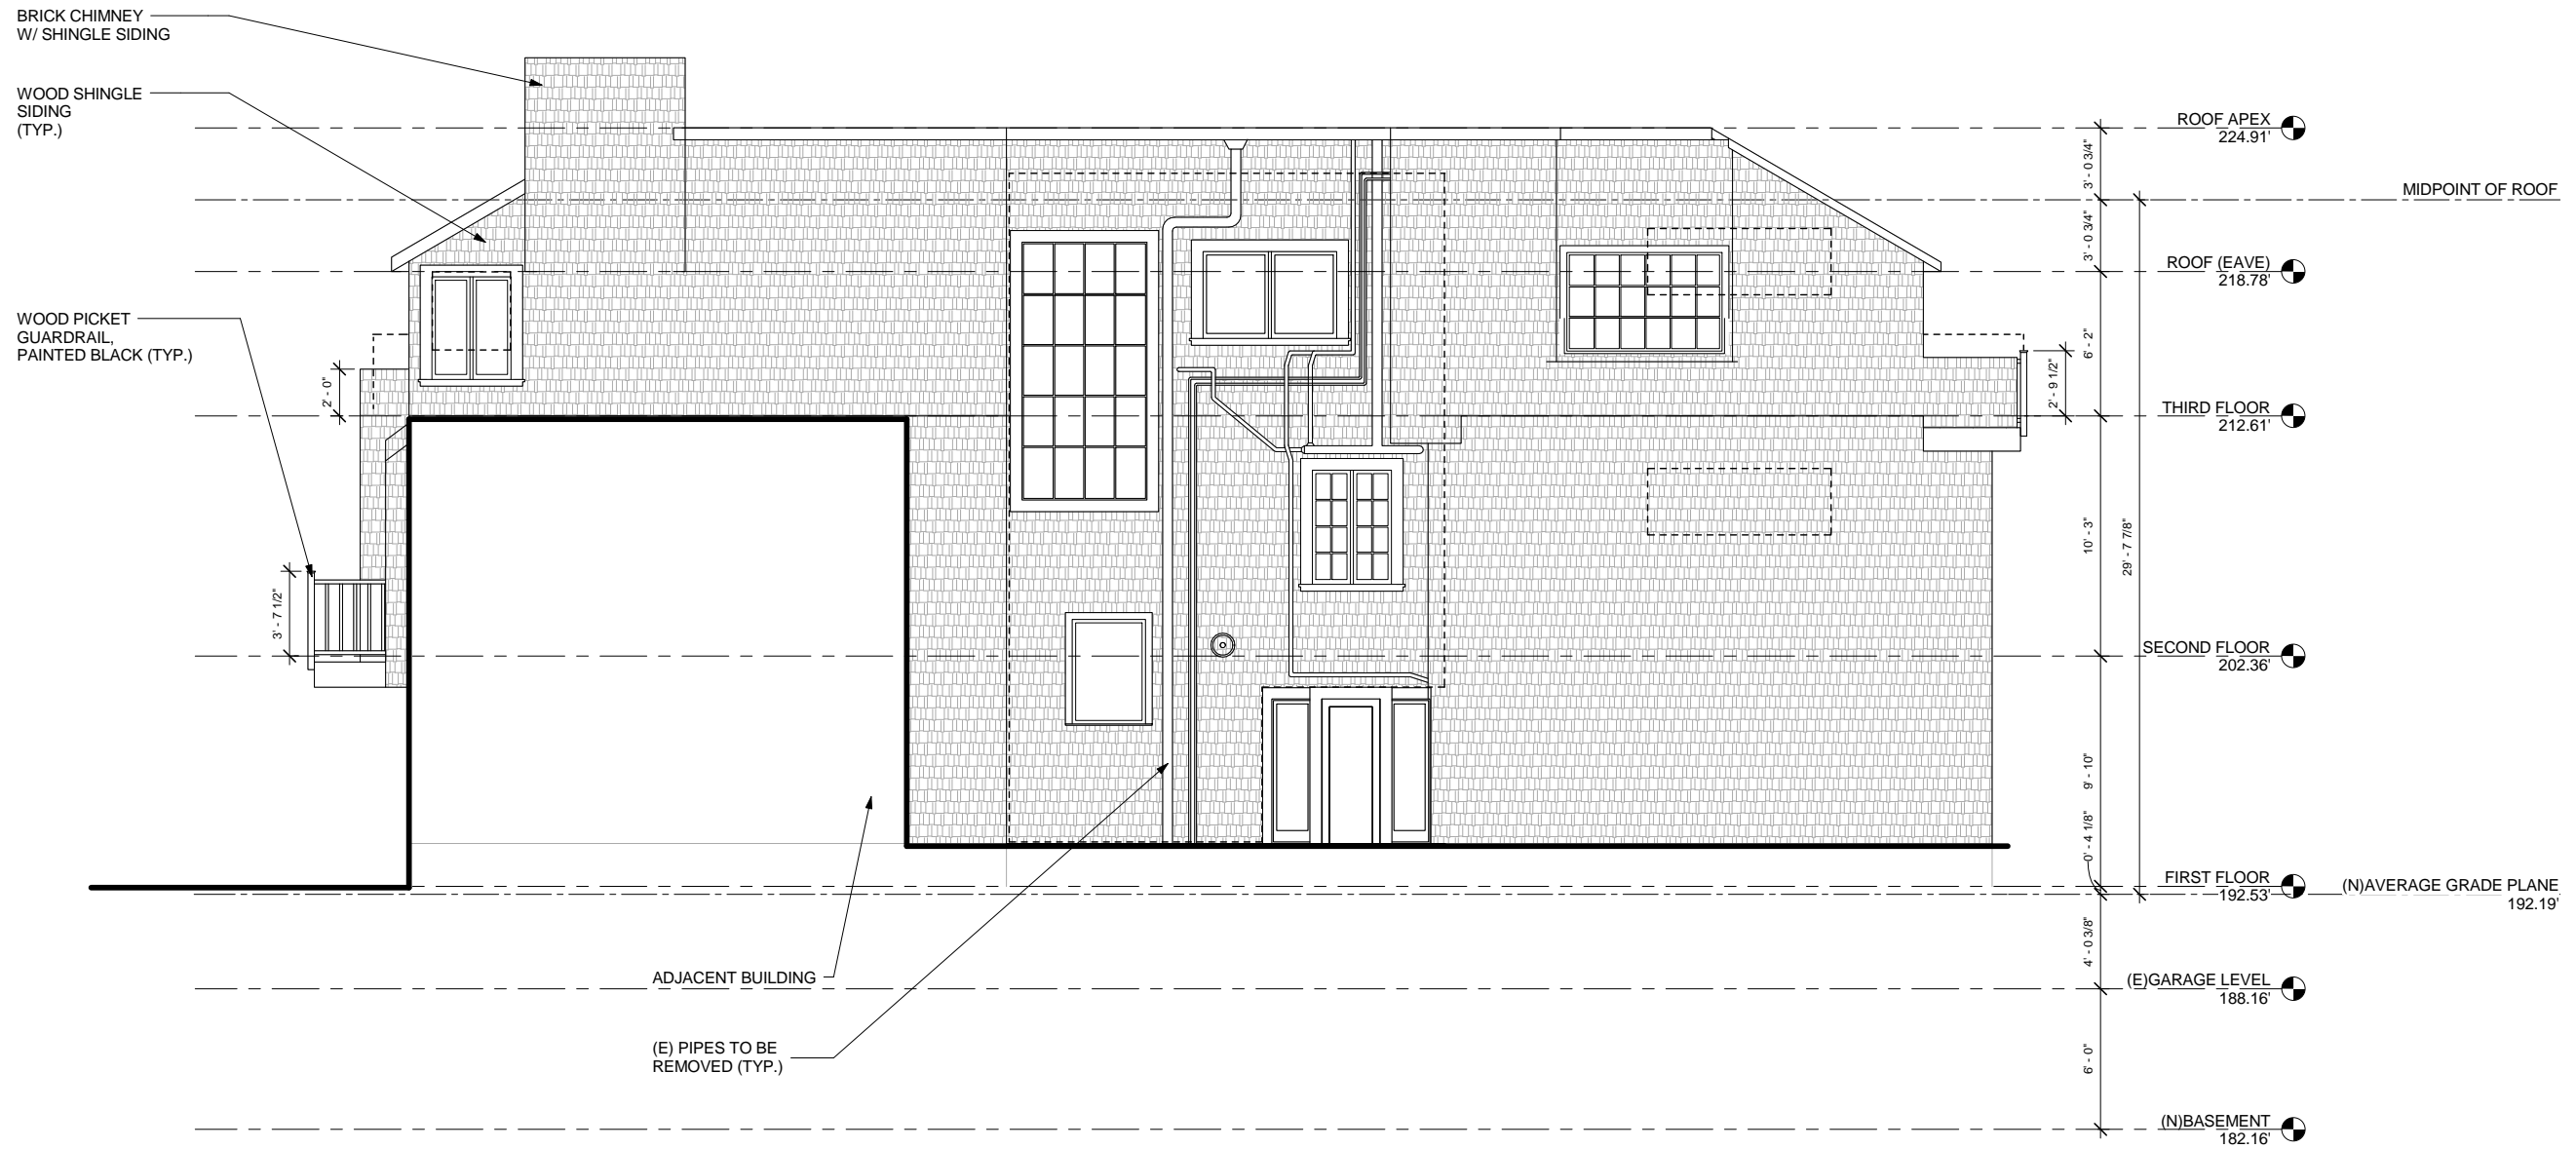 BRICK CHIMNEY
W/ SHINGLE SIDING
WOOD SHINGLE
SIDING
(TYP.)
WOOD PICKET
GUARDRAIL,
PAINTED BLACK (TYP.)
2' - 0"
3' - 7 1/2"
ADJACENT BUILDING
(E) PIPES TO BE
REMOVED (TYP.)
2' - 9 1/2"
3' - 0 3/4"
3' - 0 3/4"
6' - 2"
10' - 3"
9' - 10"
0' - 4 1/8"
4' - 0 3/8"
6' - 0"
29' - 7 7/8"
ROOF APEX
224.91'
MIDPOINT OF ROOF
ROOF (EAVE)
218.78'
THIRD FLOOR
212.61'
SECOND FLOOR
202.36'
FIRST FLOOR
192.53'
(N)AVERAGE GRADE PLANE
192.19'
(E)GARAGE LEVEL
188.16'
(N)BASEMENT
182.16'